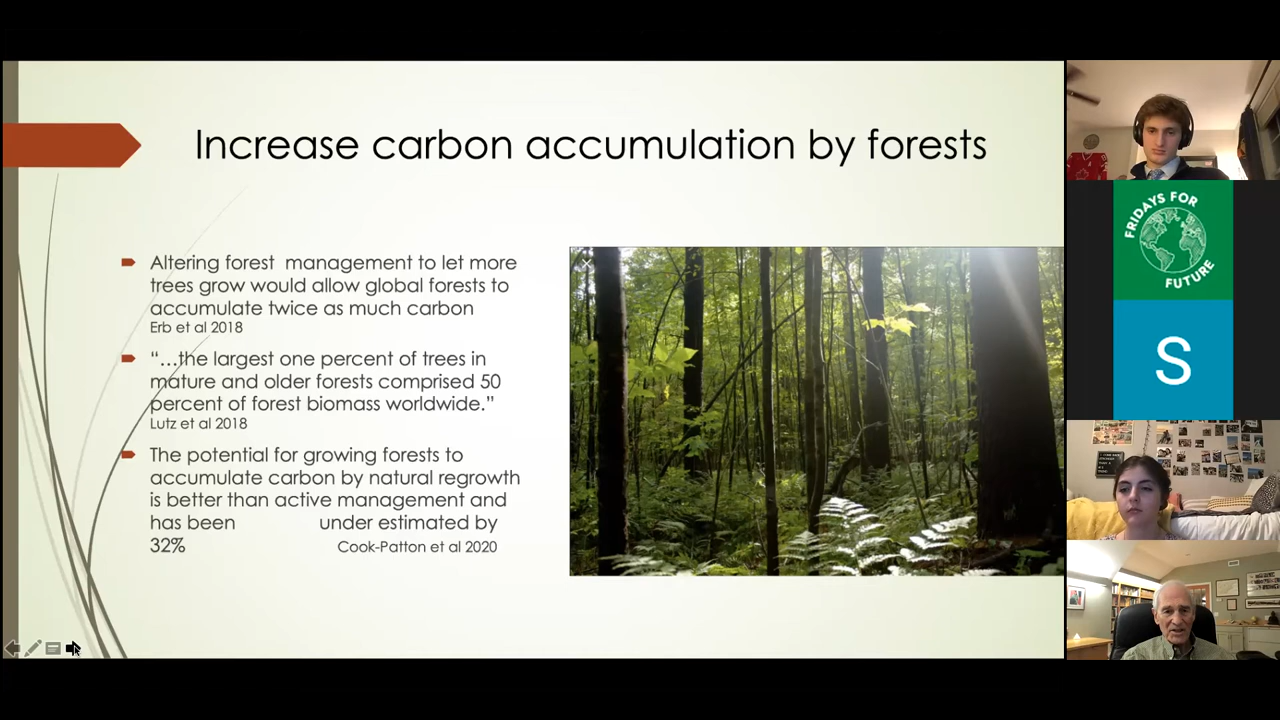 Increase carbon accumulation by forests
Altering forest management to let more
trees grow would allow global forests to
accumulate twice as much carbon
Erb et al 2018
“…the largest one percent of trees in
mature and older forests comprised 50
percent of forest biomass worldwide.”
Lutz et al 2018
The potential for growing forests to
accumulate carbon by natural regrowth
is better than active management and
has been under estimated by
32% Cook-Patton et al 2020
FRIDAYS FOR
FUTURE
S